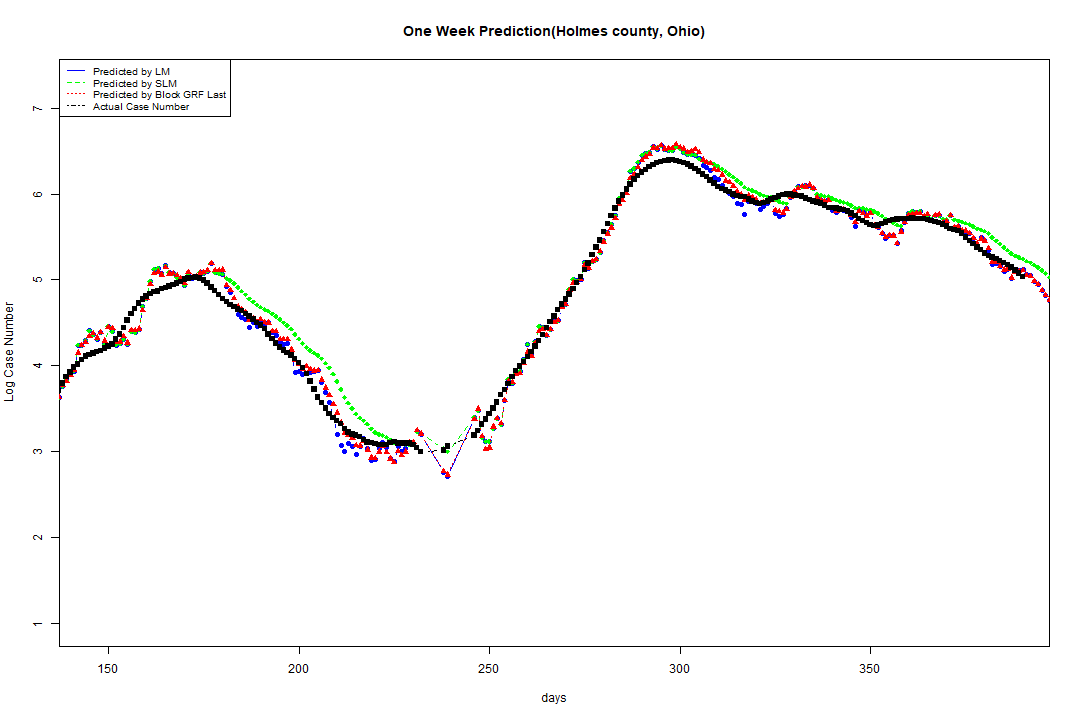 One Week Prediction(Holmes county, Ohio)
Predicted by LM
Predicted by SLM
Predicted by Block GRF Last
Actual Case Number
7
6
5
4
3
2
1
Log Case Number
150 200 250 300 350
days